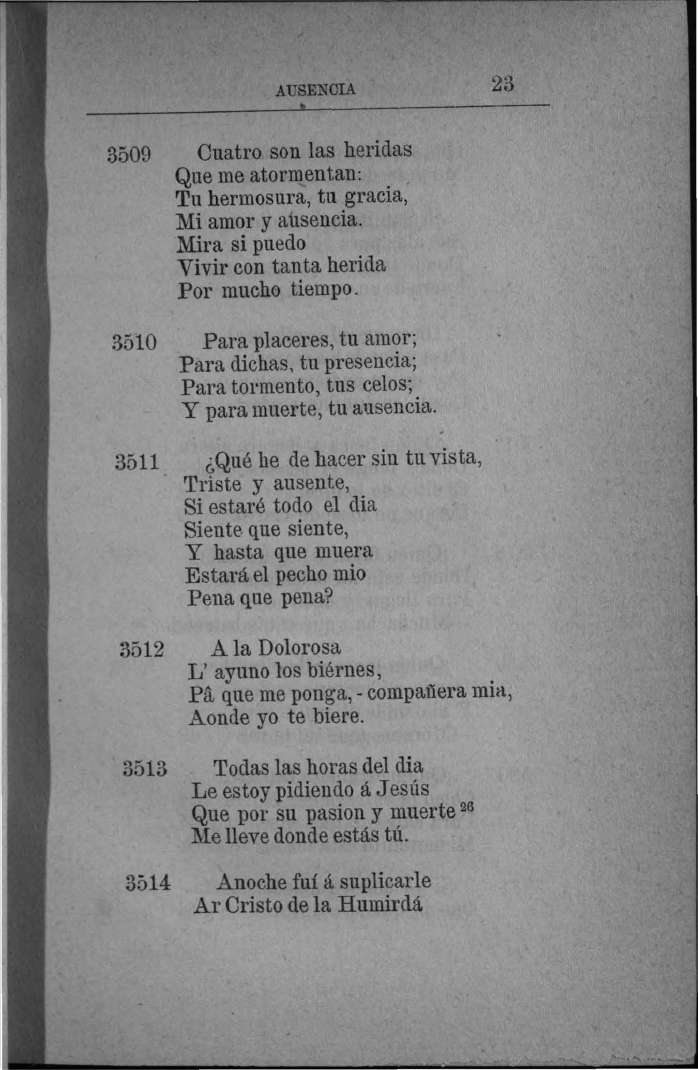 AUSENCIA 23
3509 Cuatro son las heridas
Que me atormentan:
Tu hermosura, tu gracia,
Mi amor y ausencia.
Mira si puedo
Vivir con tanta herida
Por mucho tiempo.
3510 Para placeres, tu amor;
Para dichas, tu presencia;
Para tormento, tus celos;
Y para muerte, tu ausencia.
3511 ¿Qué he de hacer sin tu vista,
Triste y ausente,
Si estaré todo el dia
Siente que siente,
Y hasta que muera
Estará el pecho mio
Pena que pena?
3512 A la Dolorosa
L' ayuno los biérnes,
Pâ que me ponga, - compañera mia,
Aonde yo te biere.
3513 Todas las horas del dia
Le estoy pidiendo á Jesús
Que por su pasion y muerte 26
Me lleve donde estás tú.
3514 Anoche fuí á suplicarle
Ar Cristo de la Humirdá